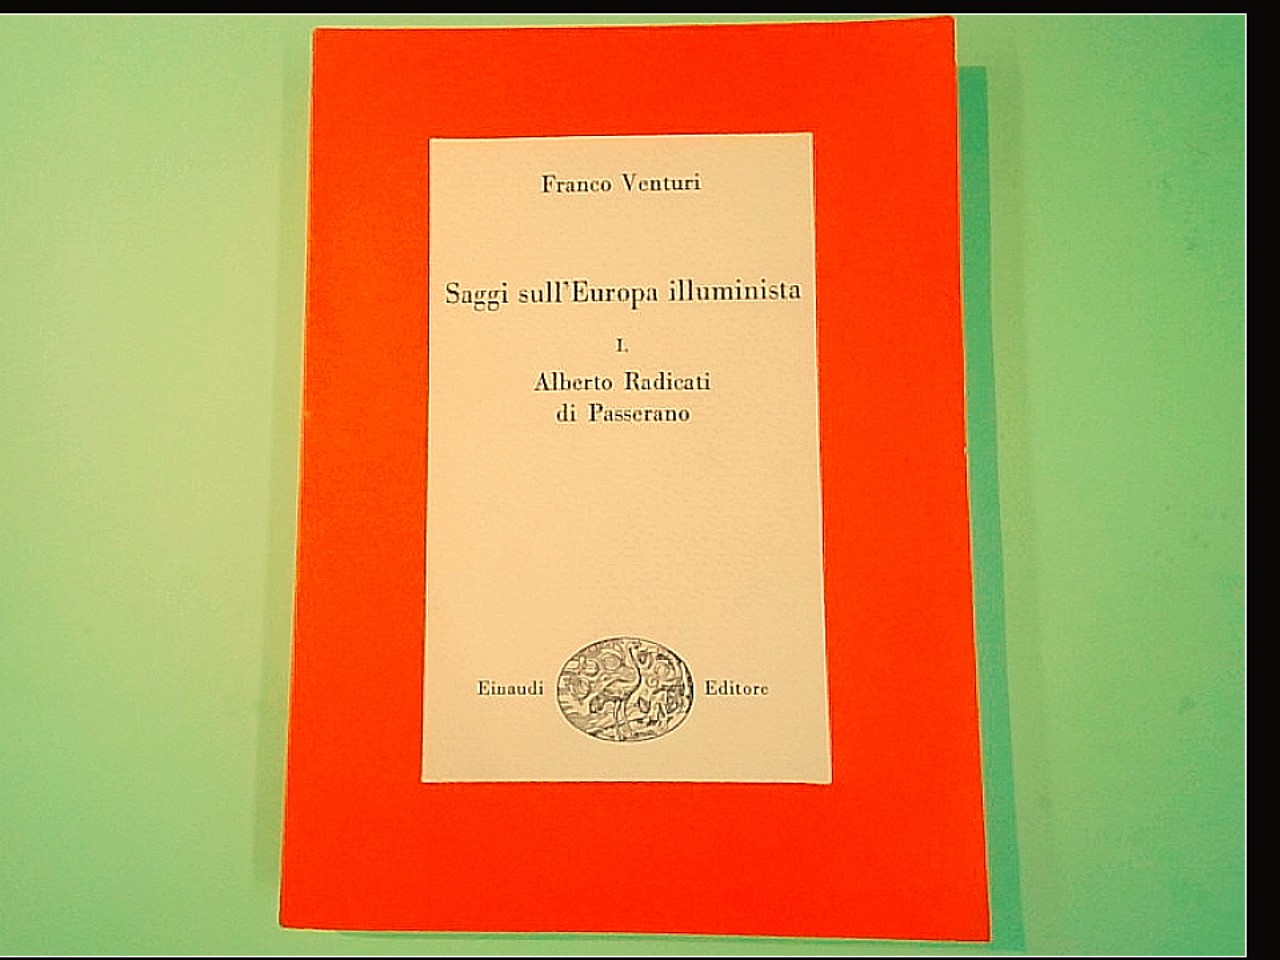 Franco Venturi
Saggi sull'Europa illuminista
I.
Alberto Radicati
di Passerano
Einaudi Editore